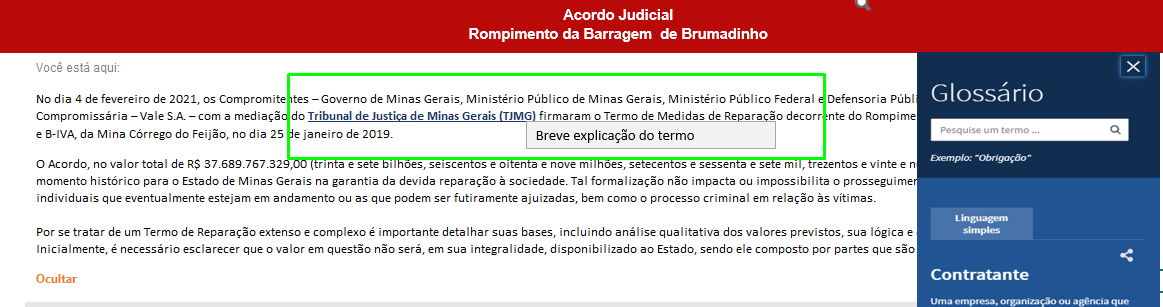 Acordo Judicial
Rompimento da Barragem de Brumadinho
Você está aqui:
No dia 4 de fevereiro de 2021, os Compromitentes – Governo de Minas Gerais, Ministério Público de Minas Gerais, Ministério Público Federal e Defensoria Públ
Compromissária – Vale S.A. – com a mediação do Tribunal de Justiça de Minas Gerais (TJMG) firmaram o Termo de Medidas de Reparação decorrente do Rompime
e B-IVA, da Mina Córrego do Feijão, no dia 25 de janeiro de 2019.
Breve explicação do termo
O Acordo, no valor total de R$ 37.689.767.329,00 (trinta e sete bilhões, seiscentos e oitenta e nove milhões, setecentos e sessenta e sete mil, trezentos e vinte e n
momento histórico para o Estado de Minas Gerais na garantia da devida reparação à sociedade. Tal formalização não impacta ou impossibilita o prosseguimen
individuais que eventualmente estejam em andamento ou as que podem ser futiramente ajuizadas, bem como o processo criminal em relação às vítimas.
Por se tratar de um Termo de Reparação extenso e complexo é importante detalhar suas bases, incluindo análise qualitativa dos valores previstos, sua lógica e
Inicialmente, é necessário esclarecer que o valor em questão não será, em sua integralidade, disponibilizado ao Estado, sendo ele composto por partes que são
Ocultar
Glossário
Pesquise um termo ...
Exemplo: "Obrigação"
Linguagem
simples
Contratante
Uma empresa, organização ou agência que